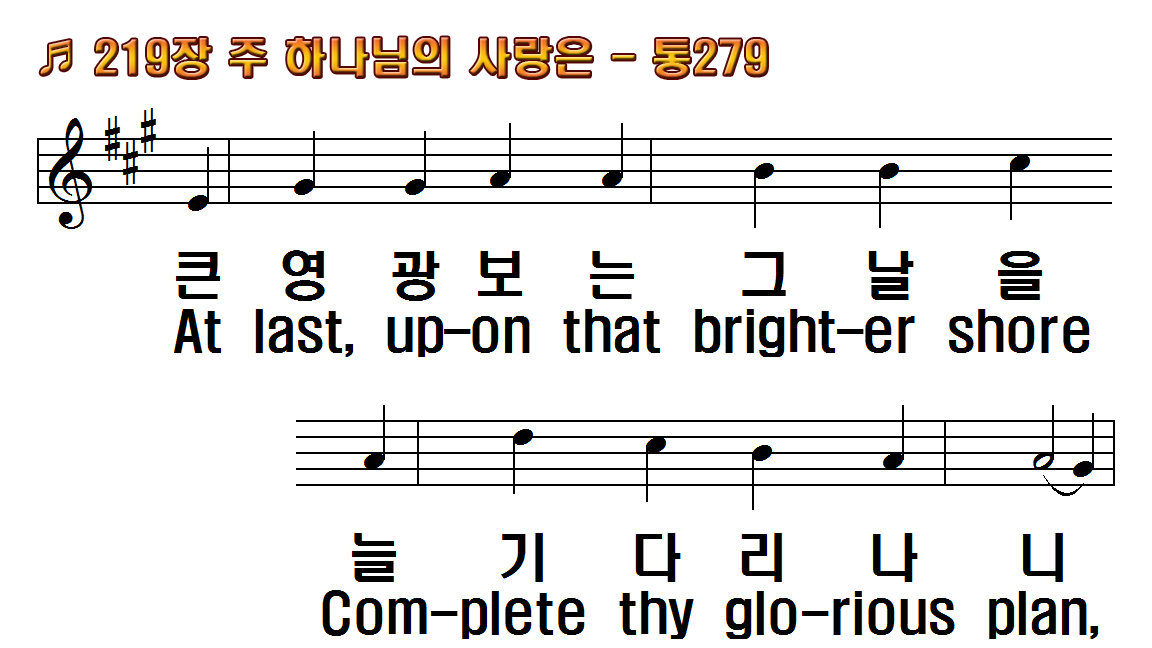 ♬ 219장 주 하나님의 사랑은 - 통279
큰 영 광 보 는 그 날 을
At last, up-on that bright-er shore
늘 기 다 리 나 니
Com-plete thy glo-rious plan,